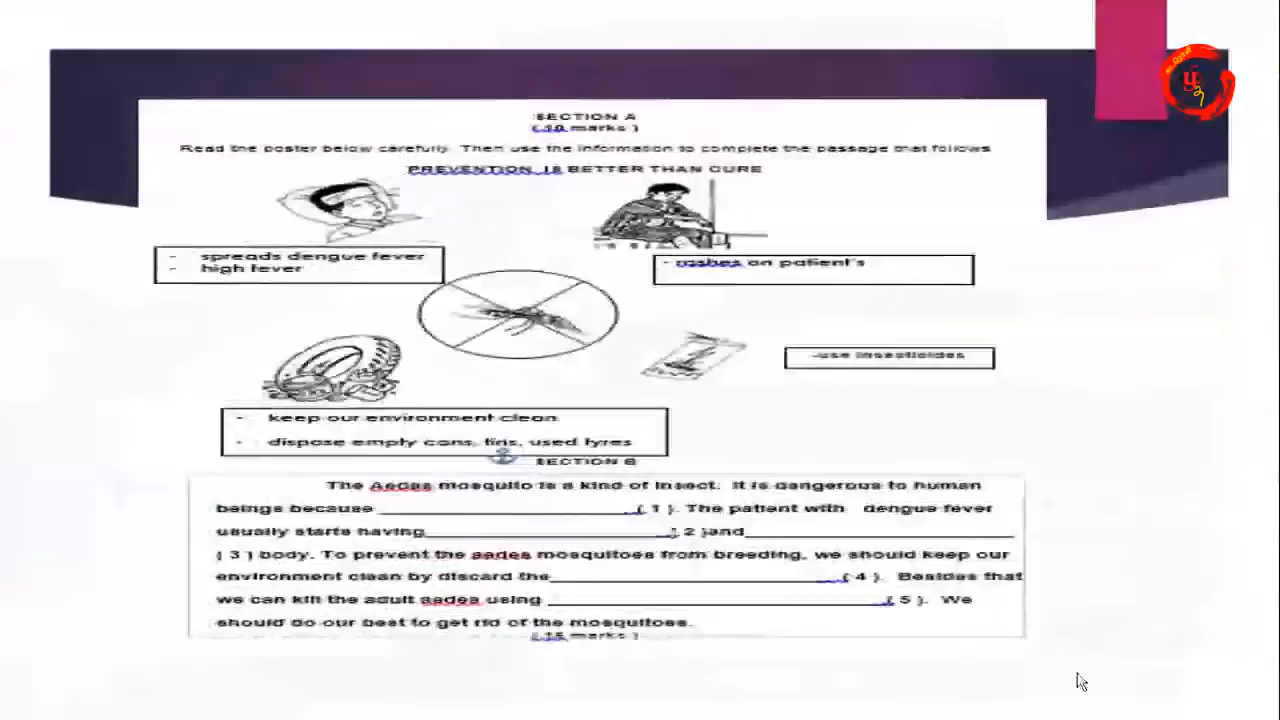 SECTION A
( 10 marks )
Read the poster below carefully. Then use the information to complete the passage that follows
PREVENTION IS BETTER THAN CURE
- spreads dengue fever
- high fever
- rashes on patient's
-use insecticides
- keep our environment clean
- dispose empty cans, tins, used tyres
SECTION B
The Aedes mosquito is a kind of insect. It is dangerous to human
beings because ____________________( 1 ). The patient with dengue fever
usually starts having____________________( 2 )and____________________
( 3 ) body. To prevent the aedes mosquitoes from breeding, we should keep our
environment clean by discard the____________________( 4 ). Besides that
we can kill the adult aedes using ____________________( 5 ). We
should do our best to get rid of the mosquitoes.
( 15 marks )